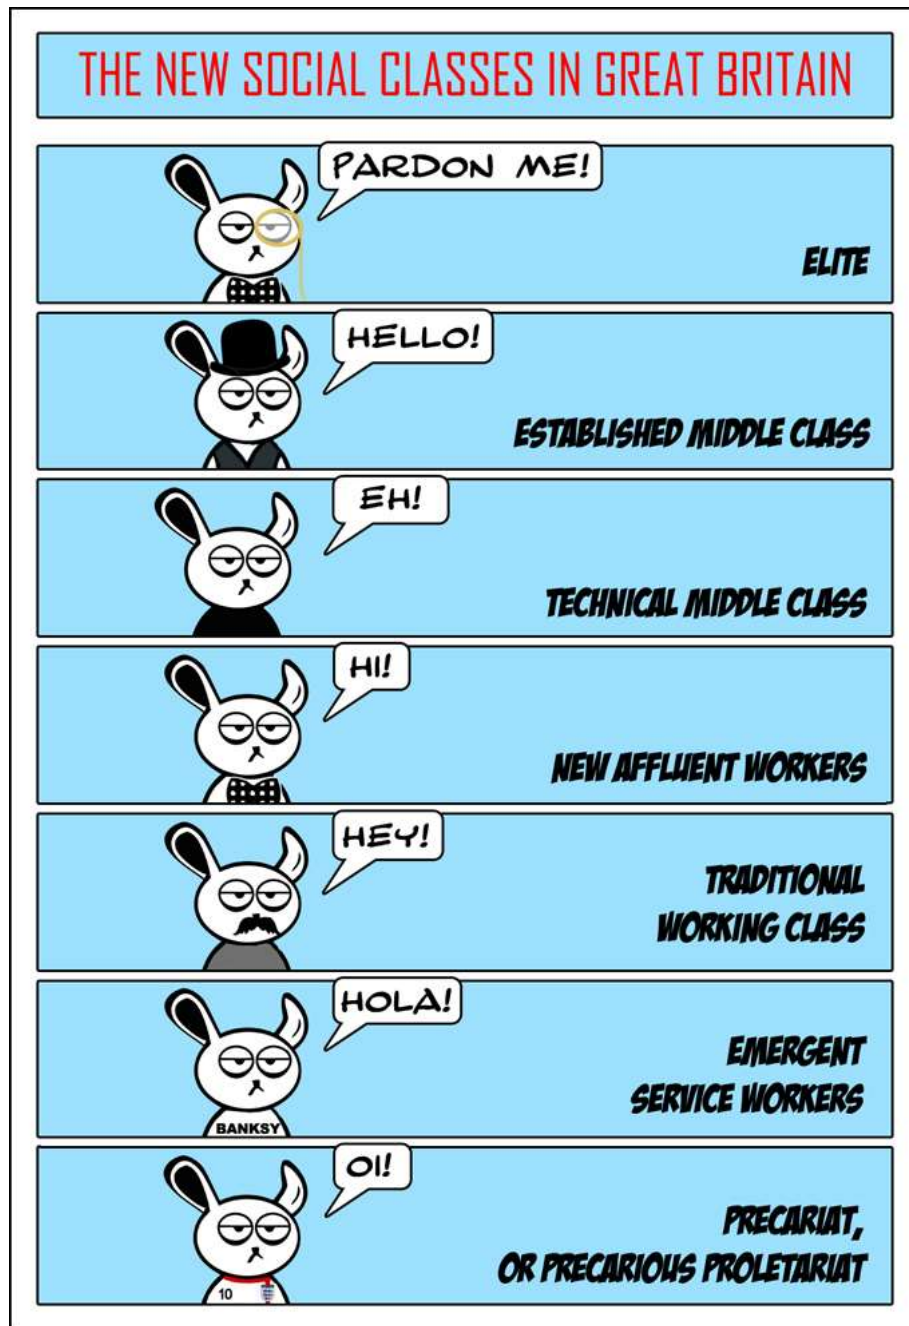 THE NEW SOCIAL CLASSES IN GREAT BRITAIN
PARDON ME!
ELITE
HELLO!
ESTABLISHED MIDDLE CLASS
EH!
TECHNICAL MIDDLE CLASS
HI!
NEW AFFLUENT WORKERS
HEY!
TRADITIONAL
WORKING CLASS
HOLA!
EMERGENT
SERVICE WORKERS
BANKSY
OI!
PRECARIAT,
OR PRECARIOUS PROLETARIAT
10